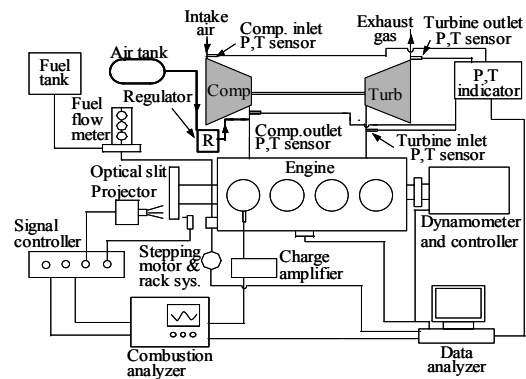 Intake
air
Comp. inlet
P,T sensor
Exhaust
gas
Turbine outlet
P,T sensor
Air tank
Fuel
tank
Comp
Turb
P,T
indicator
Regulator
R
Fuel
flow
meter
Comp.outlet
P,T sensor
Turbine inlet
P,T sensor
Optical slit
Projector
Engine
Signal
controller
Dynamometer
and controller
Stepping
motor &
rack sys.
Charge
amplifier
Combustion
analyzer
Data
analyzer